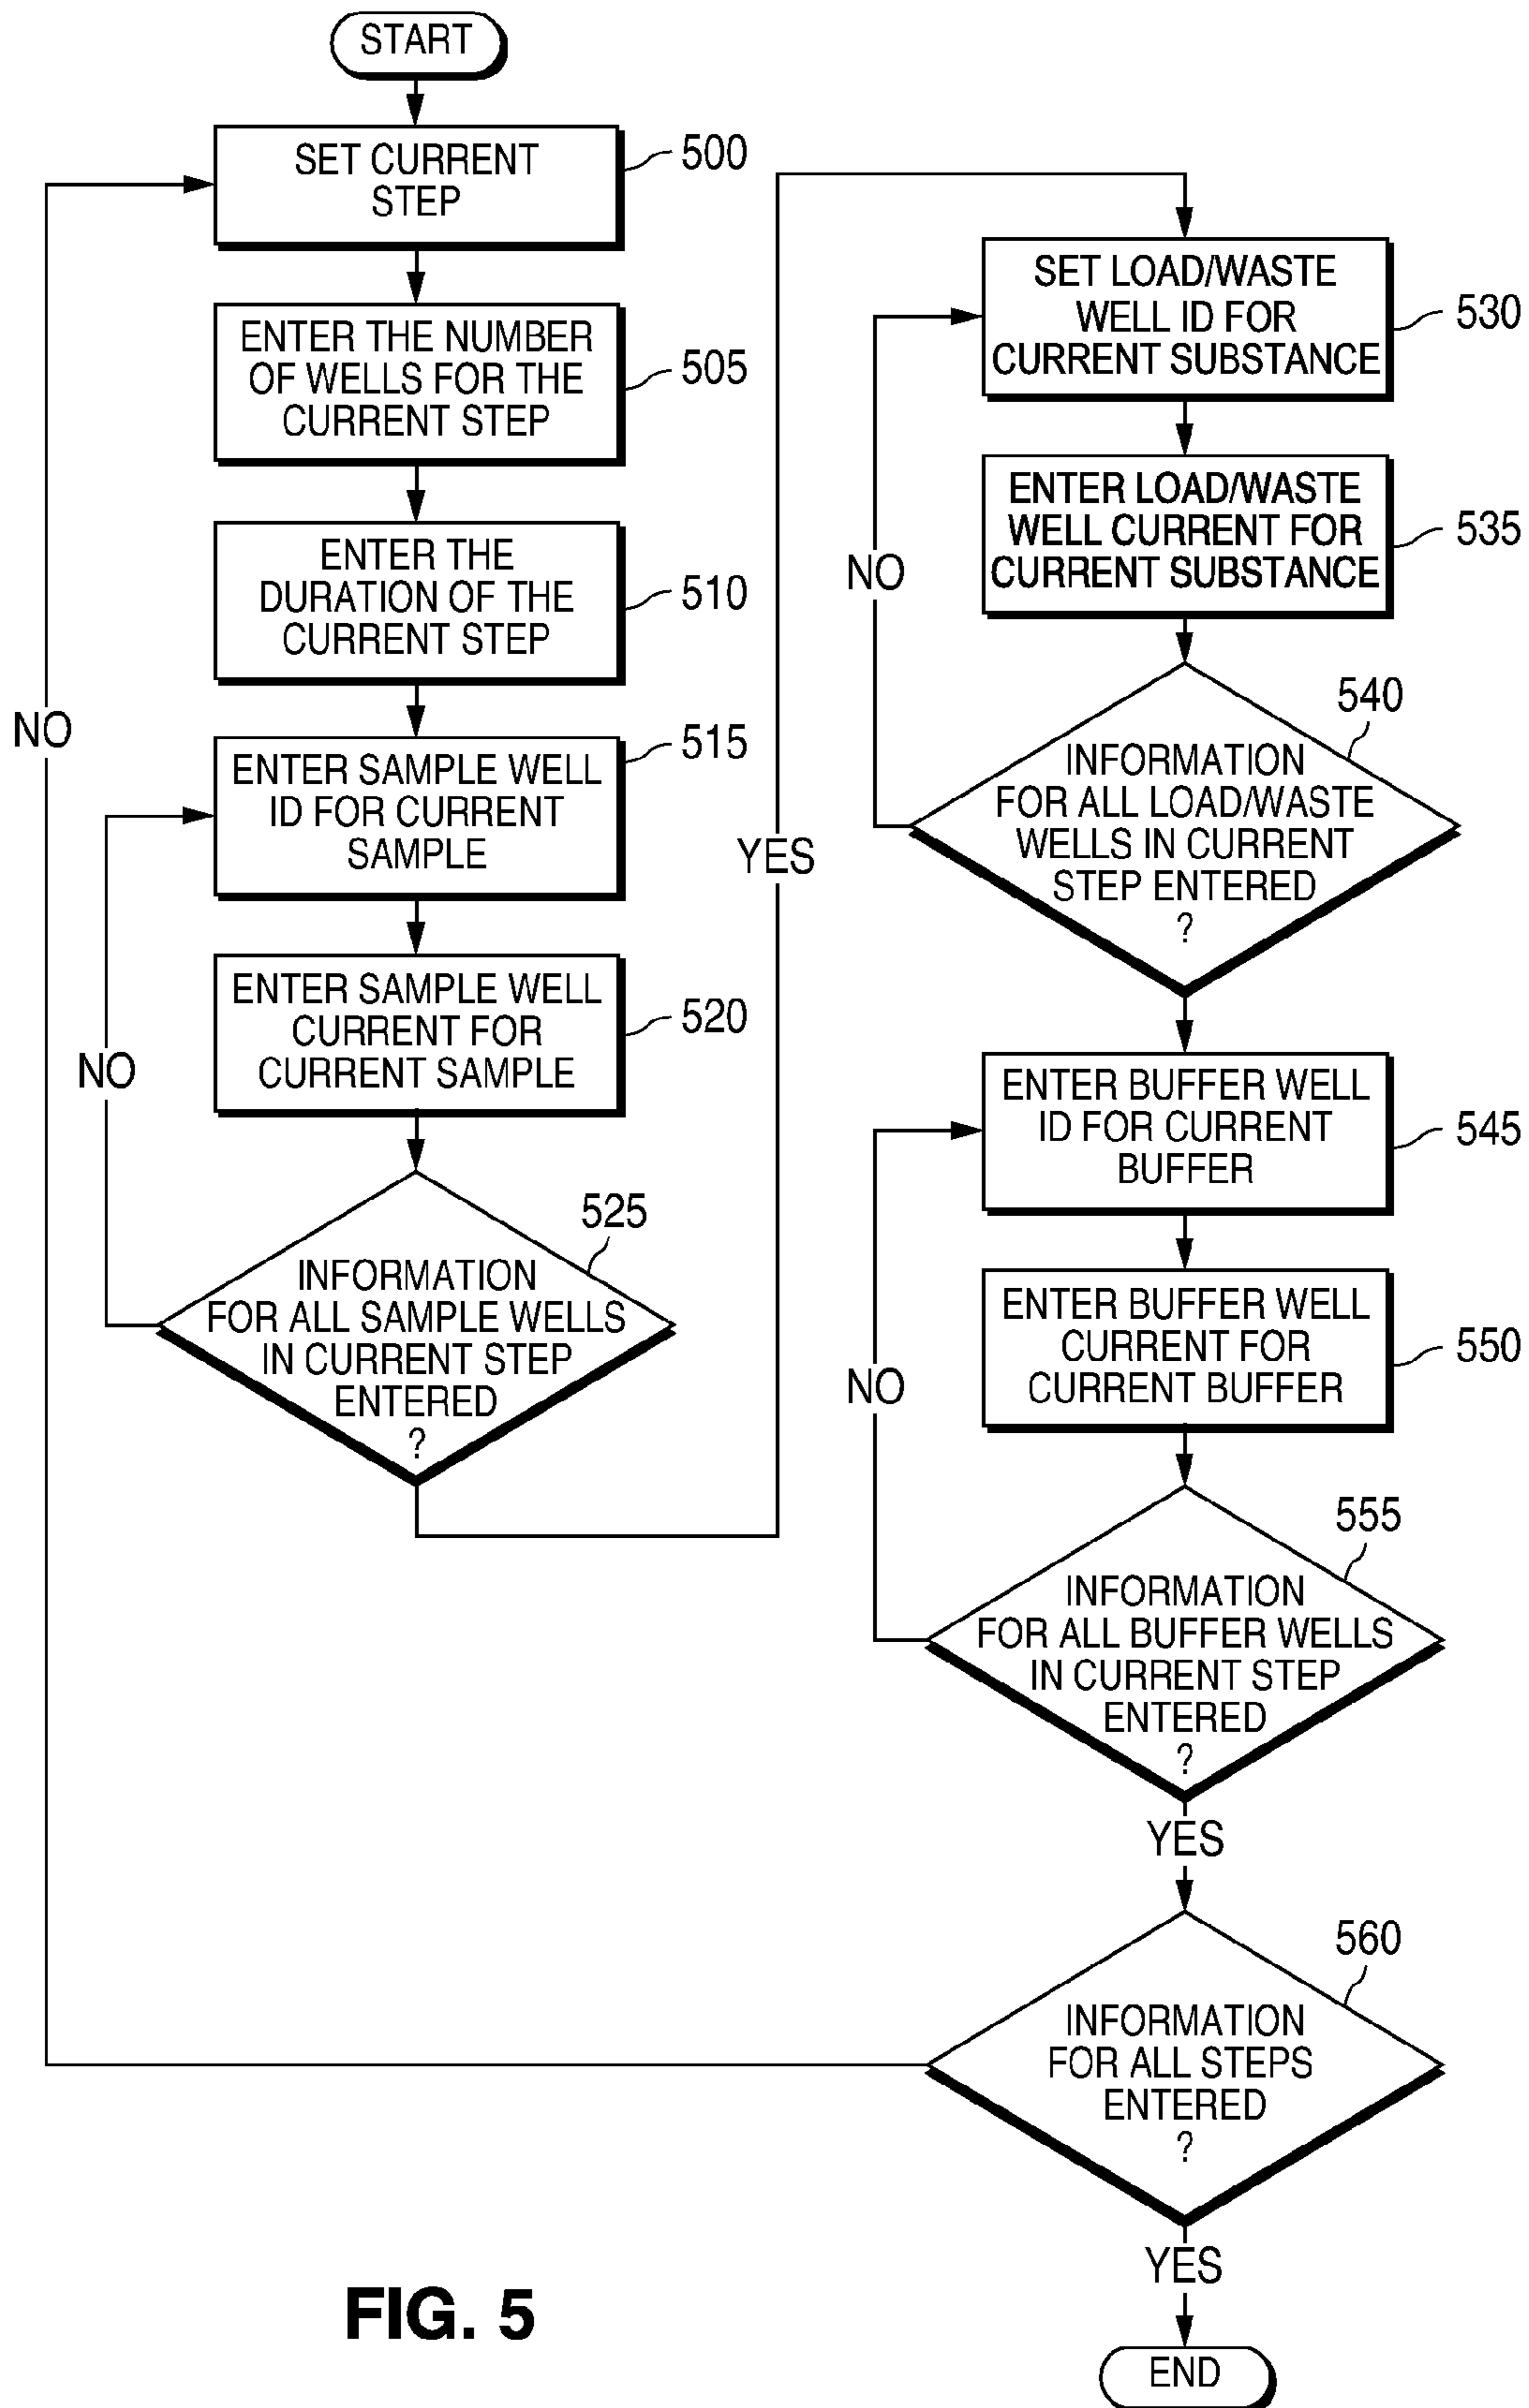 START
SET CURRENT
STEP
500
ENTER THE NUMBER
OF WELLS FOR THE
CURRENT STEP
505
ENTER THE
DURATION OF THE
CURRENT STEP
510
ENTER SAMPLE WELL
ID FOR CURRENT
SAMPLE
515
ENTER SAMPLE WELL
CURRENT FOR
CURRENT SAMPLE
520
INFORMATION
FOR ALL SAMPLE WELLS
IN CURRENT STEP
ENTERED
?
525
NO
NO
YES
SET LOAD/WASTE
WELL ID FOR
CURRENT SUBSTANCE
530
ENTER LOAD/WASTE
WELL CURRENT FOR
CURRENT SUBSTANCE
535
NO
INFORMATION
FOR ALL LOAD/WASTE
WELLS IN CURRENT
STEP ENTERED
?
540
ENTER BUFFER WELL
ID FOR CURRENT
BUFFER
545
ENTER BUFFER WELL
CURRENT FOR
CURRENT BUFFER
550
NO
INFORMATION
FOR ALL BUFFER WELLS
IN CURRENT STEP
ENTERED
?
555
YES
INFORMATION
FOR ALL STEPS
ENTERED
?
560
YES
END
FIG. 5